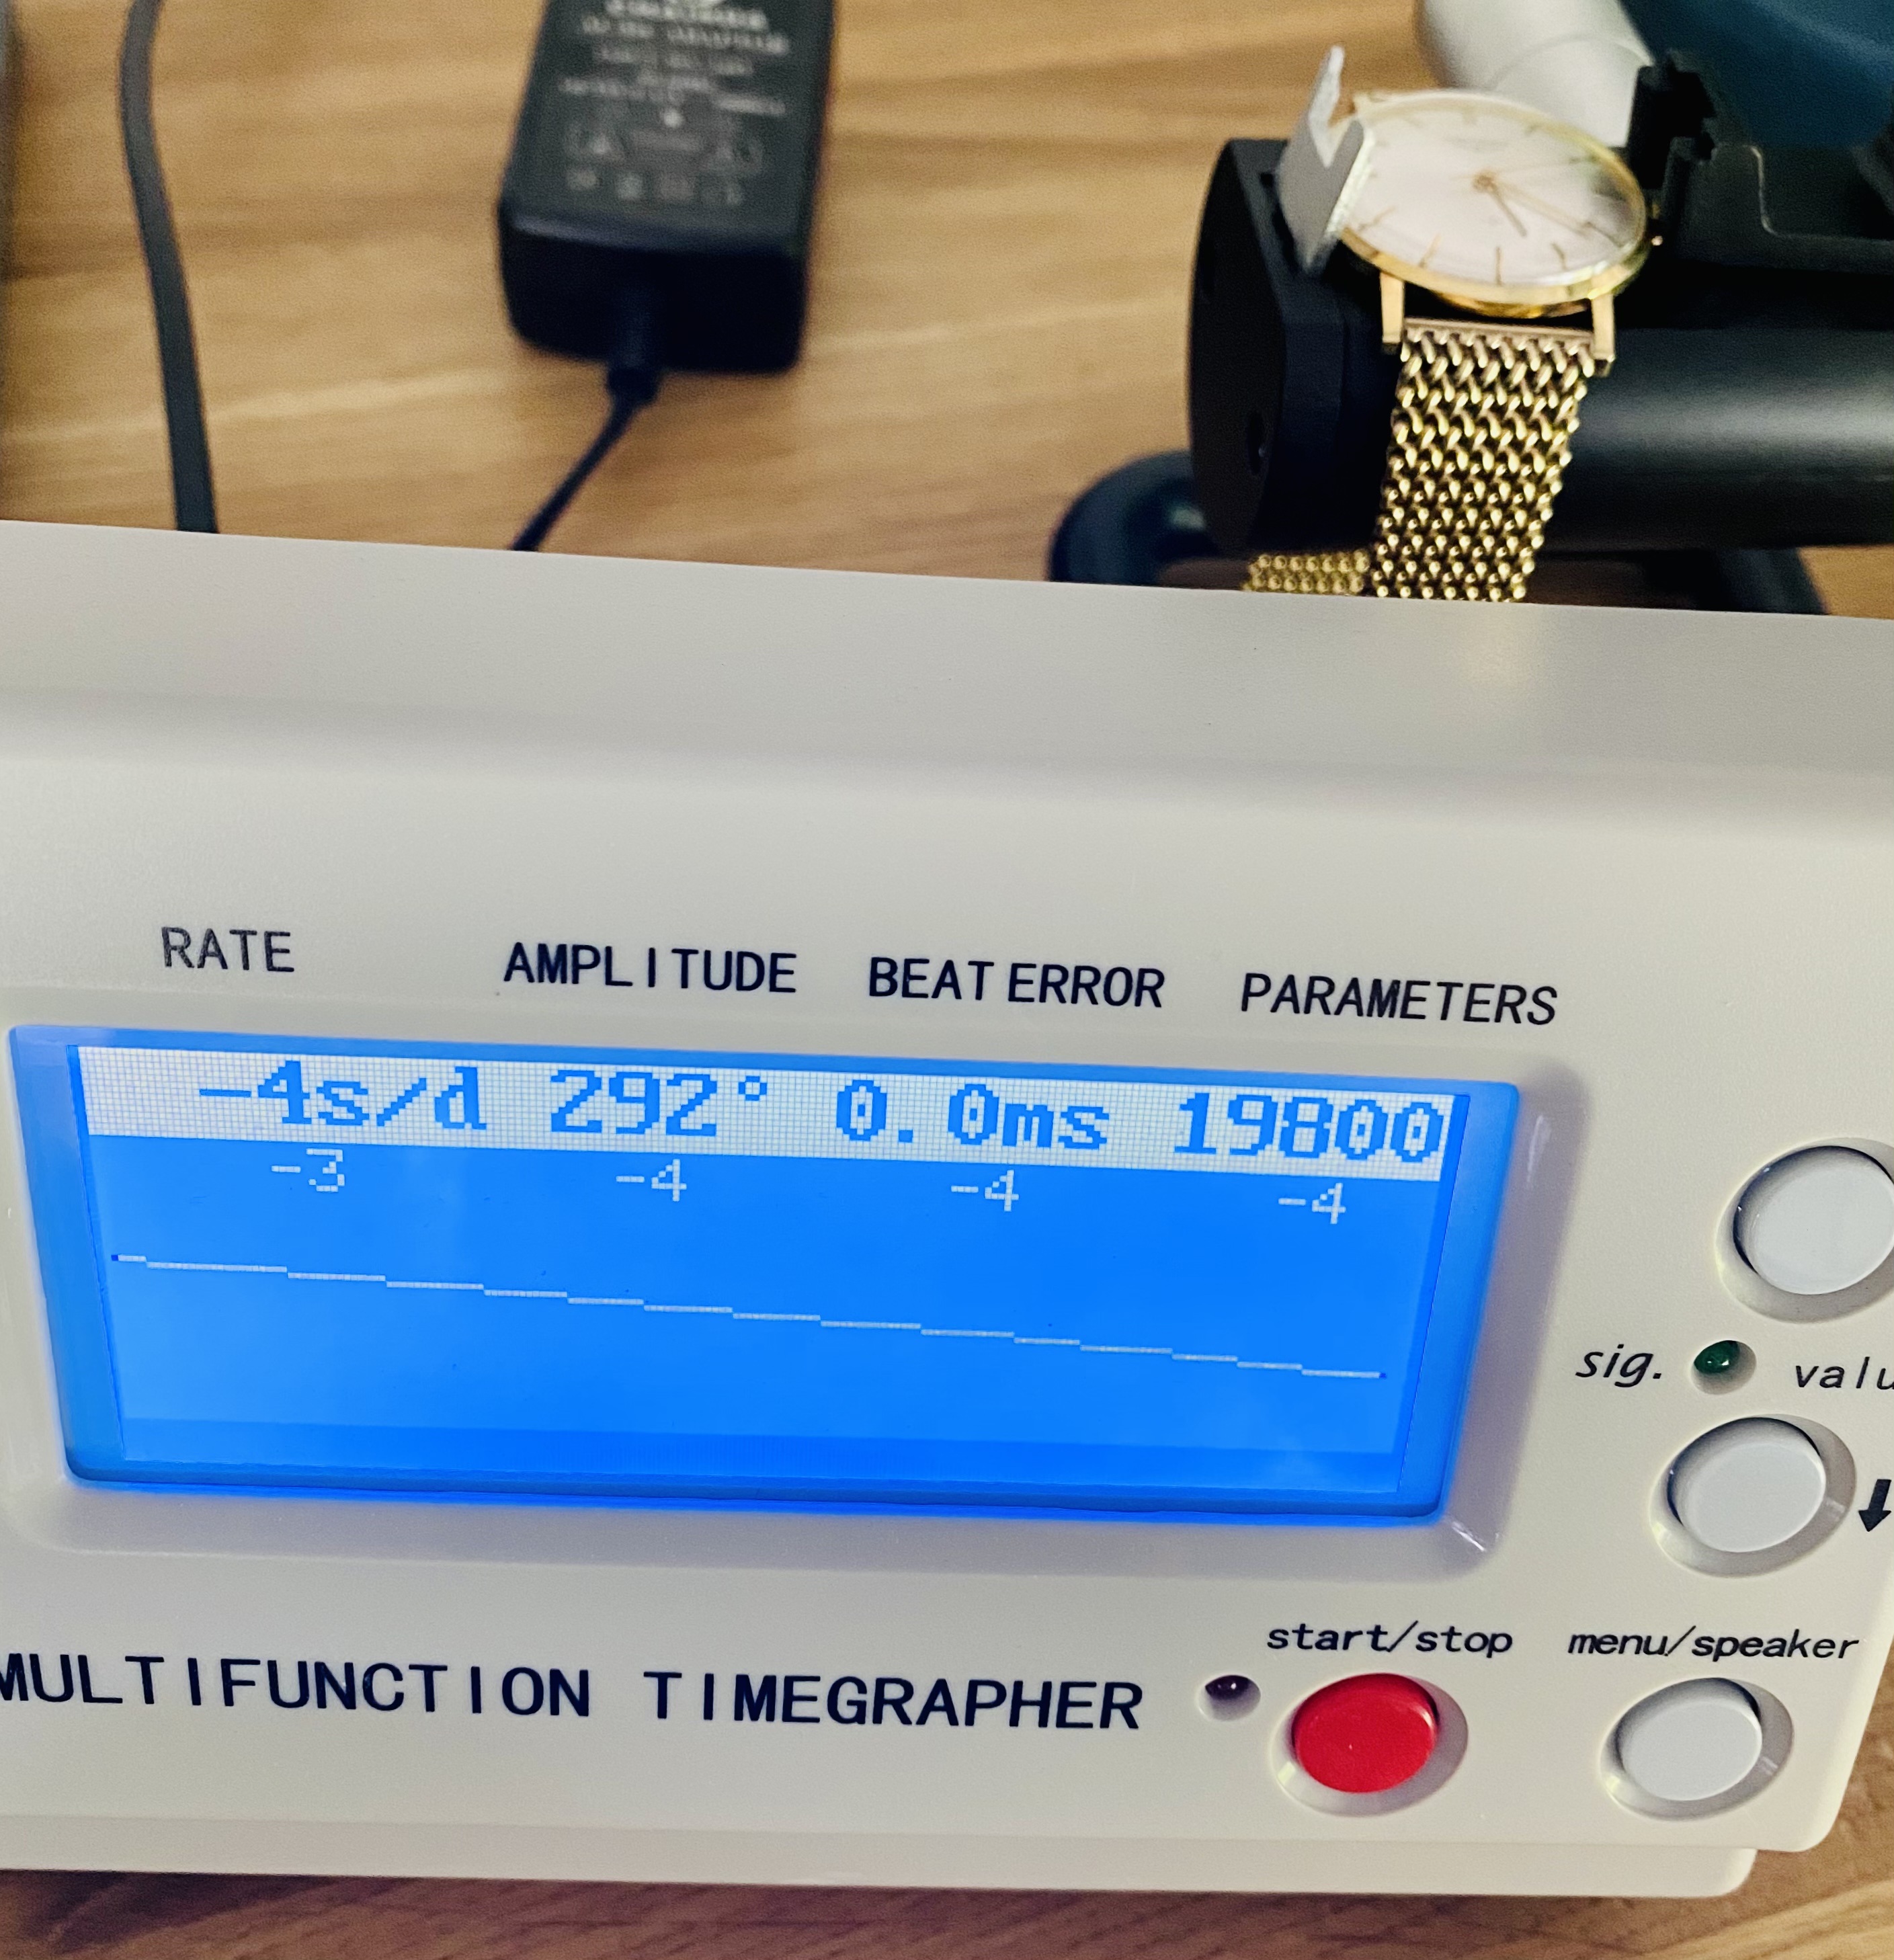 RATE AMPLITUDE BEAT ERROR PARAMETERS
-4s/d 292° 0.0ms 19800
-3 -4 -4 -4
sig. valu
start/stop menu/speaker
MULTIFUNCTION TIMEGRAPHER